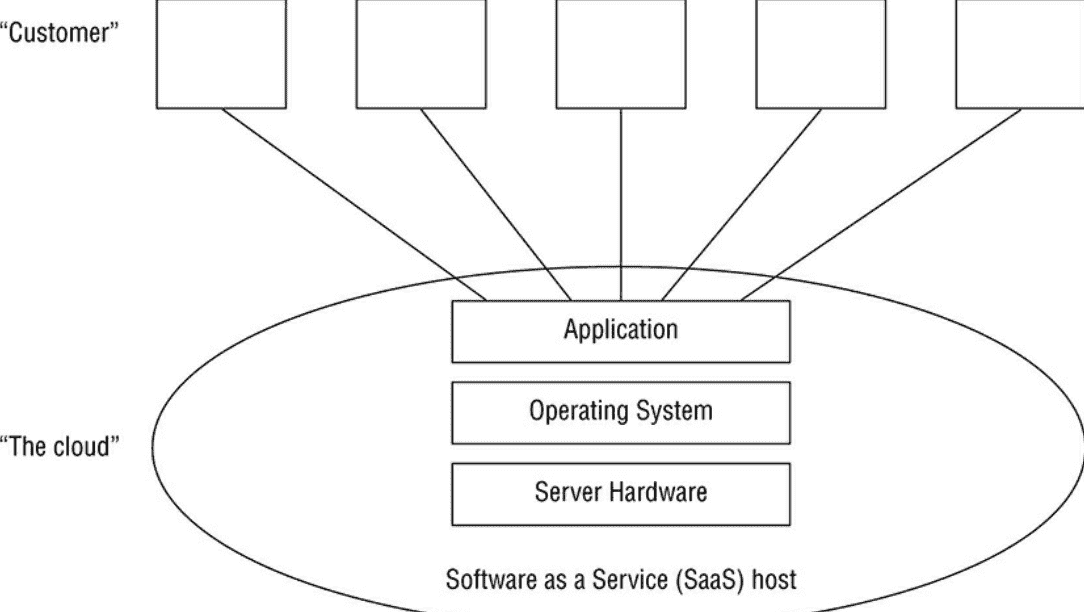 “Customer”
Application
Operating System
“The cloud”
Server Hardware
Software as a Service (SaaS) host